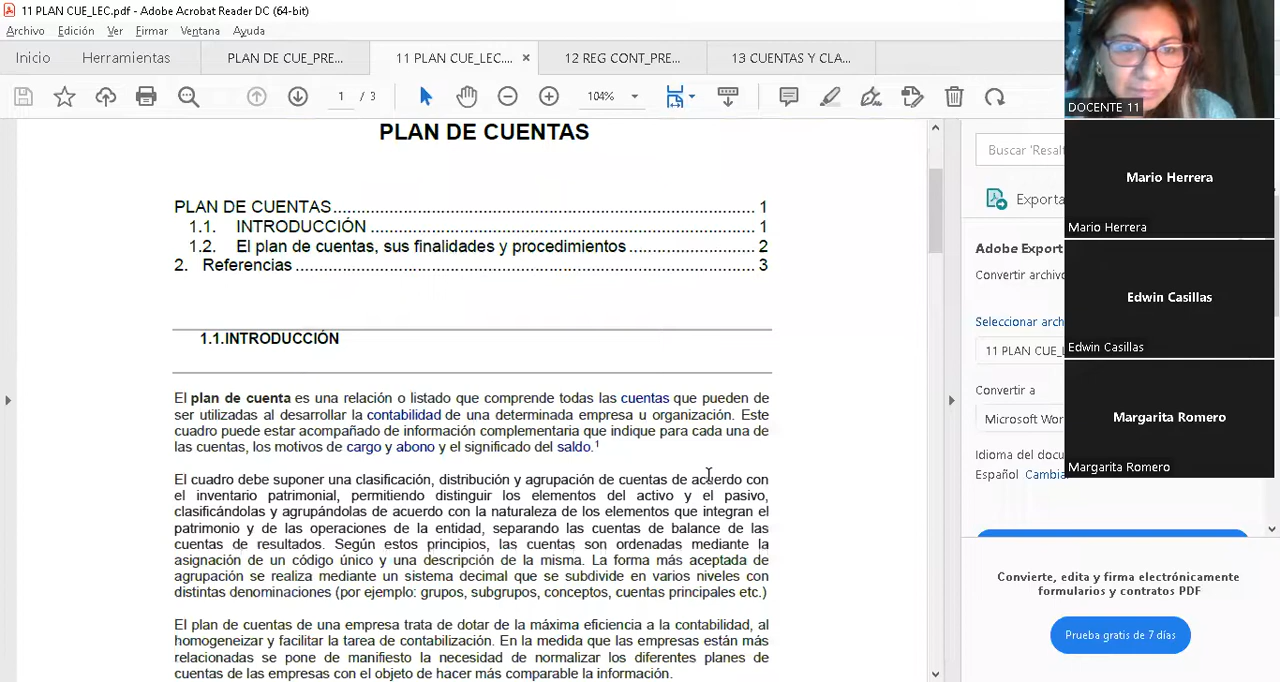 11 PLAN CUE_LEC.pdf - Adobe Acrobat Reader DC (64-bit)
Archivo Edición Ver Firmar Ventana Ayuda
Inicio Herramientas PLAN DE CUE_PRE... 11 PLAN CUE_LEC.... × 12 REG CONT_PRE... 13 CUENTAS Y CLA...
1 / 3 104%
PLAN DE CUENTAS
PLAN DE CUENTAS 1
1.1. INTRODUCCIÓN 1
1.2. El plan de cuentas, sus finalidades y procedimientos 2
2. Referencias 3
1.1.INTRODUCCIÓN
El plan de cuenta es una relación o listado que comprende todas las cuentas que pueden de
ser utilizadas al desarrollar la contabilidad de una determinada empresa u organización. Este
cuadro puede estar acompañado de información complementaria que indique para cada una de
las cuentas, los motivos de cargo y abono y el significado del saldo.1
El cuadro debe suponer una clasificación, distribución y agrupación de cuentas de acuerdo con
el inventario patrimonial, permitiendo distinguir los elementos del activo y el pasivo,
clasificándolas y agrupándolas de acuerdo con la naturaleza de los elementos que integran el
patrimonio y de las operaciones de la entidad, separando las cuentas de balance de las
cuentas de resultados. Según estos principios, las cuentas son ordenadas mediante la
asignación de un código único y una descripción de la misma. La forma más aceptada de
agrupación se realiza mediante un sistema decimal que se subdivide en varios niveles con
distintas denominaciones (por ejemplo: grupos, subgrupos, conceptos, cuentas principales etc.)
El plan de cuentas de una empresa trata de dotar de la máxima eficiencia a la contabilidad, al
homogeneizar y facilitar la tarea de contabilización. En la medida que las empresas están más
relacionadas se pone de manifiesto la necesidad de normalizar los diferentes planes de
cuentas de las empresas con el objeto de hacer más comparable la información.
Buscar 'Resal
Exporta
Adobe Export
Convertir archivo
Seleccionar arch
11 PLAN CUE_
Convertir a
Microsoft Wor
Idioma del docu
Español Cambia
Convierte, edita y firma electrónicamente
formularios y contratos PDF
Prueba gratis de 7 días
DOCENTE 11
Mario Herrera
Mario Herrera
Edwin Casillas
Edwin Casillas
Margarita Romero
Margarita Romero